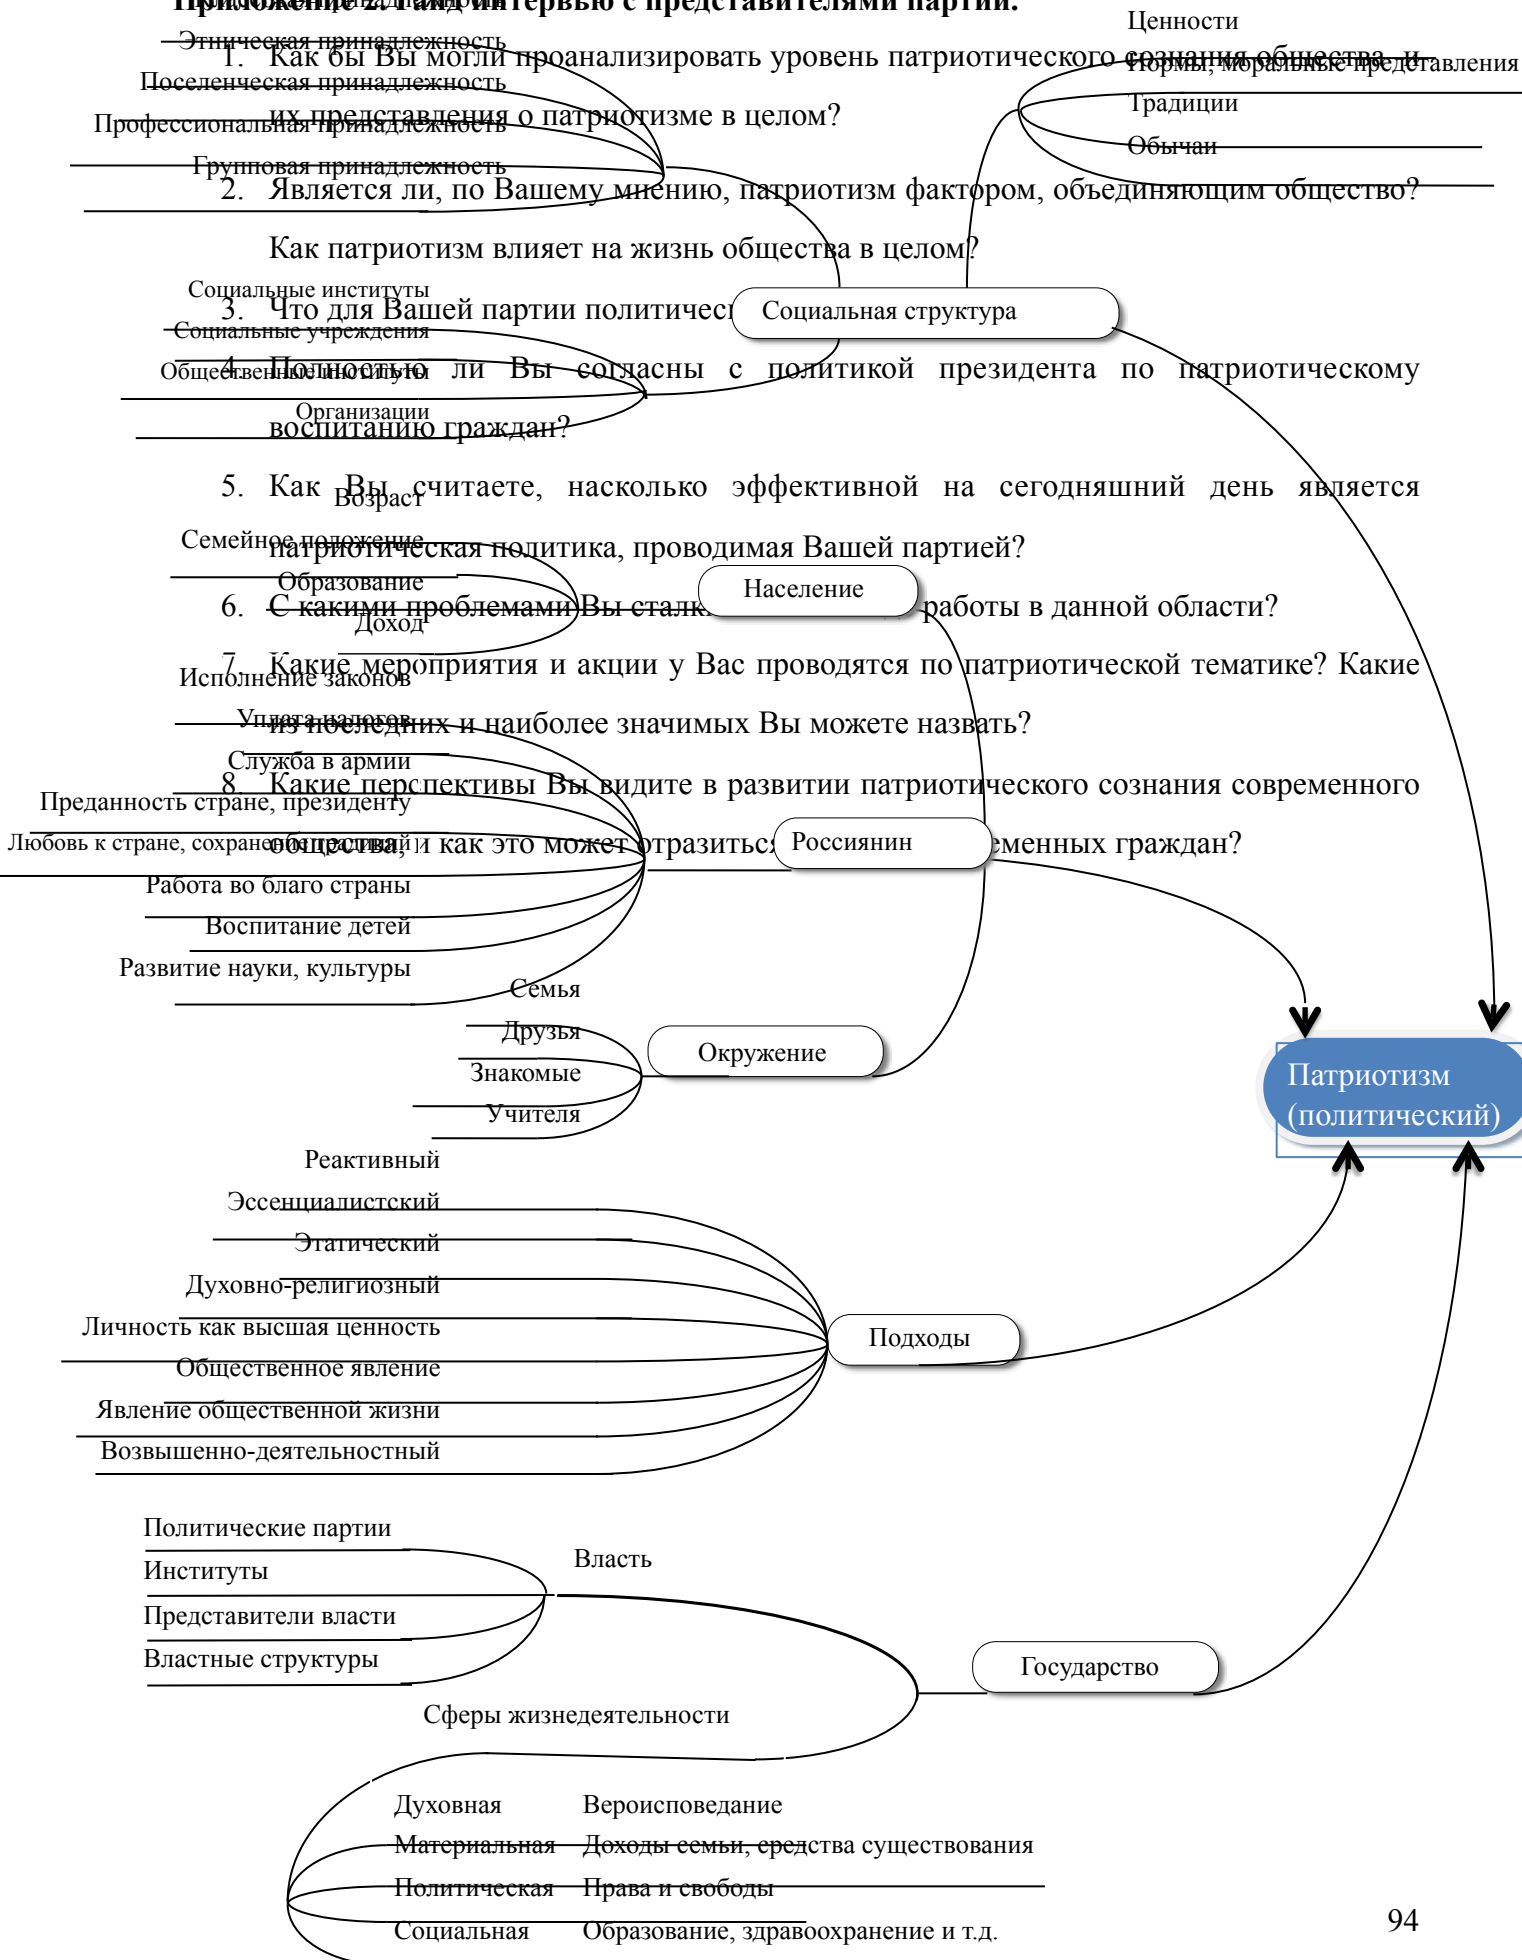 Приложение 2. Гайд интервью с представителями партий.
1. Как бы Вы могли проанализировать уровень патриотического сознания общества и
их представления о патриотизме в целом?
2. Является ли, по Вашему мнению, патриотизм фактором, объединяющим общество?
Как патриотизм влияет на жизнь общества в целом?
3. Что для Вашей партии
4. Полностью ли Вы согласны с политикой президента по патриотическому
воспитанию граждан?
5. Как Вы считаете, насколько эффективной на сегодняшний день является
патриотическая политика, проводимая Вашей партией?
6. С какими проблемами Вы работы в данной области?
7. Какие мероприятия и акции у Вас проводятся по патриотической тематике? Какие
из последних и наиболее значимых Вы можете назвать?
8. Какие перспективы Вы видите в развитии патриотического сознания современного
общества, и как это может отразиться граждан?
Этническая принадлежность
Поселенческая принадлежность
Профессиональная принадлежность
Групповая принадлежность
Ценности
Нормы, моральные представления
Традиции
Обычаи
Социальные институты
Социальные учреждения
Общественные институты
Организации
Социальная структура
Возраст
Семейное положение
Образование
Доход
Население
Исполнение законов
Уплата налогов
Служба в армии
Преданность стране, президенту
Любовь к стране, сохранение традиций
Работа во благо страны
Воспитание детей
Развитие науки, культуры
Россиянин
Семья
Друзья
Знакомые
Учителя
Окружение
Патриотизм
(политический)
Реактивный
Эссенциалистский
Этатический
Духовно-религиозный
Личность как высшая ценность
Общественное явление
Явление общественной жизни
Возвышенно-деятельностный
Подходы
Политические партии
Институты
Представители власти
Властные структуры
Власть
Государство
Сферы жизнедеятельности
Духовная Вероисповедание
Материальная Доходы семьи, средства существования
Политическая Права и свободы
Социальная Образование, здравоохранение и т.д.
94